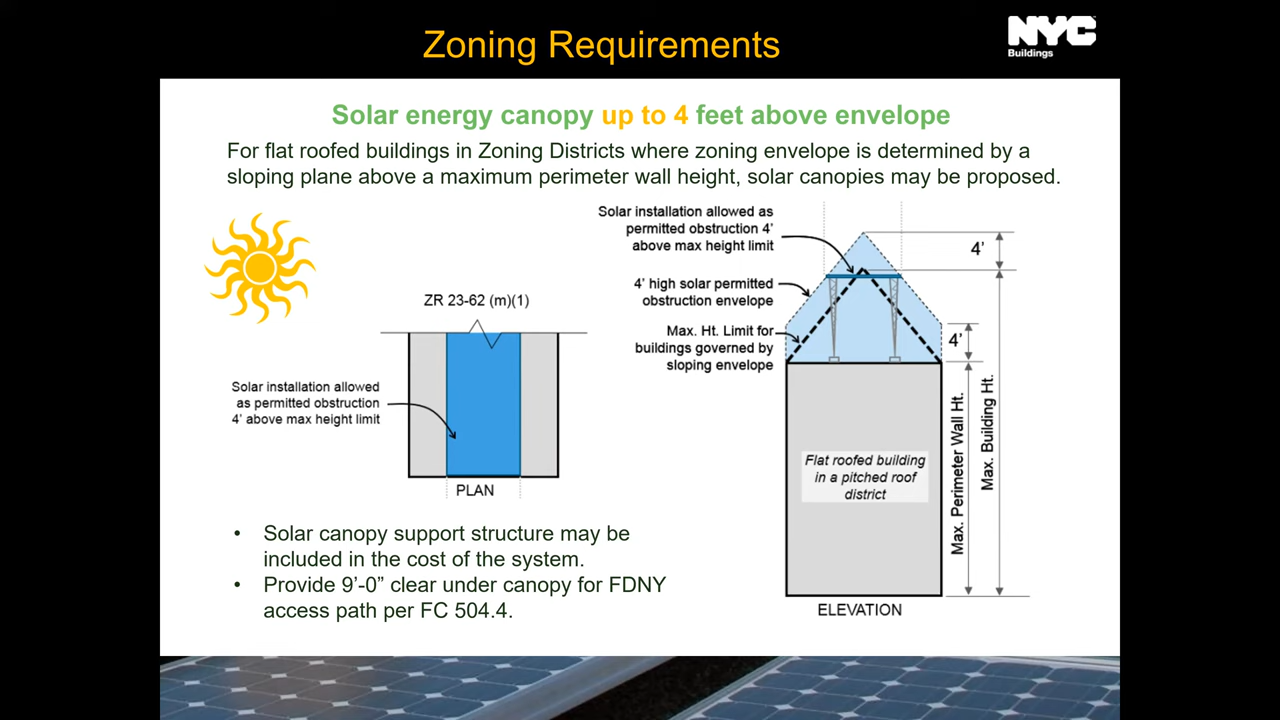 Zoning Requirements
NYC
Buildings
Solar energy canopy up to 4 feet above envelope
For flat roofed buildings in Zoning Districts where zoning envelope is determined by a
sloping plane above a maximum perimeter wall height, solar canopies may be proposed.
Solar installation allowed as
permitted obstruction 4'
above max height limit
4' high solar permitted
obstruction envelope
Max. Ht. Limit for
buildings governed by
sloping envelope
4'
4'
Max. Perimeter Wall Ht.
Max. Building Ht.
Flat roofed building
in a pitched roof
district
ELEVATION
ZR 23-62 (m)(1)
Solar installation allowed
as permitted obstruction
4' above max height limit
PLAN
• Solar canopy support structure may be
included in the cost of the system.
• Provide 9’-0” clear under canopy for FDNY
access path per FC 504.4.